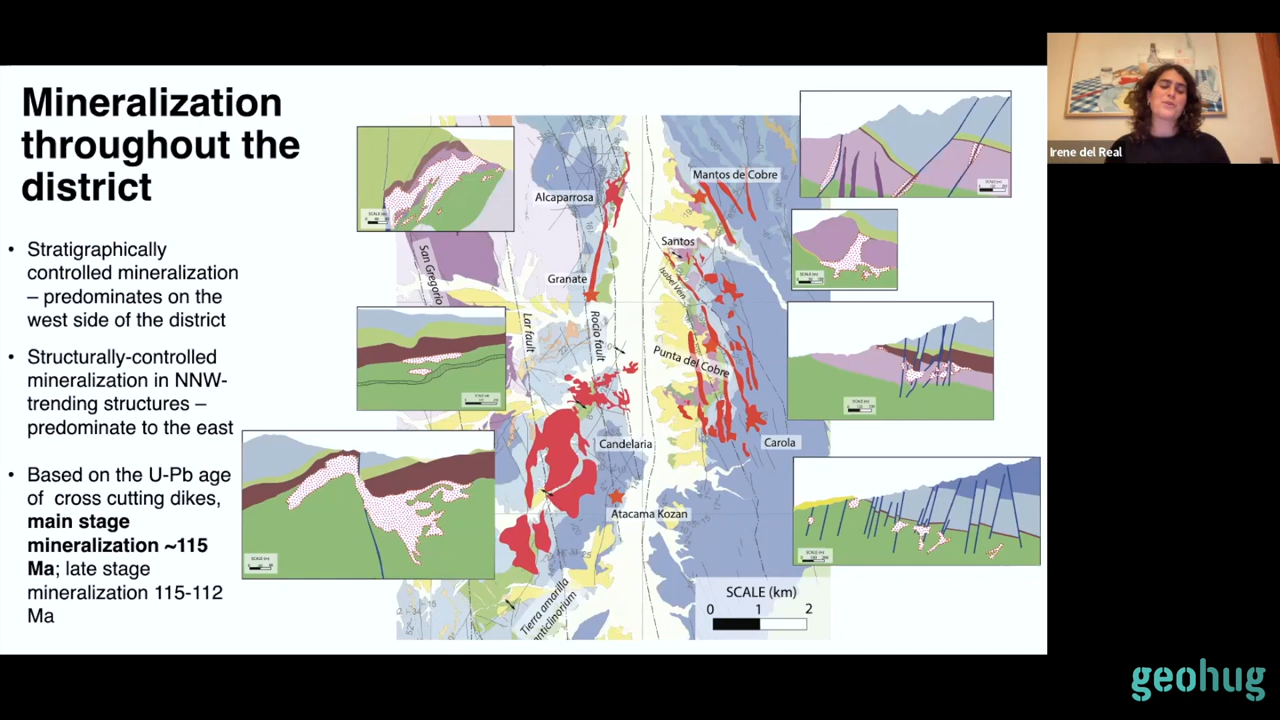 Mineralization
throughout the
district
• Stratigraphically
controlled mineralization
– predominates on the
west side of the district
• Structurally-controlled
mineralization in NNW-
trending structures –
predominate to the east
• Based on the U-Pb age
of cross cutting dikes,
main stage
mineralization ~115
Ma; late stage
mineralization 115-112
Ma
Alcaparrosa
Mantos de Cobre
San Gregorio
Granate
Santos
Isobel Ven.
Lar fault
Rocio fault
Punta del Cobre
Candelaria
Carola
Atacama Kozan
Tierra amarilla
anticlinorium
SCALE (km)
0 1 2
Irene del Real
geohug